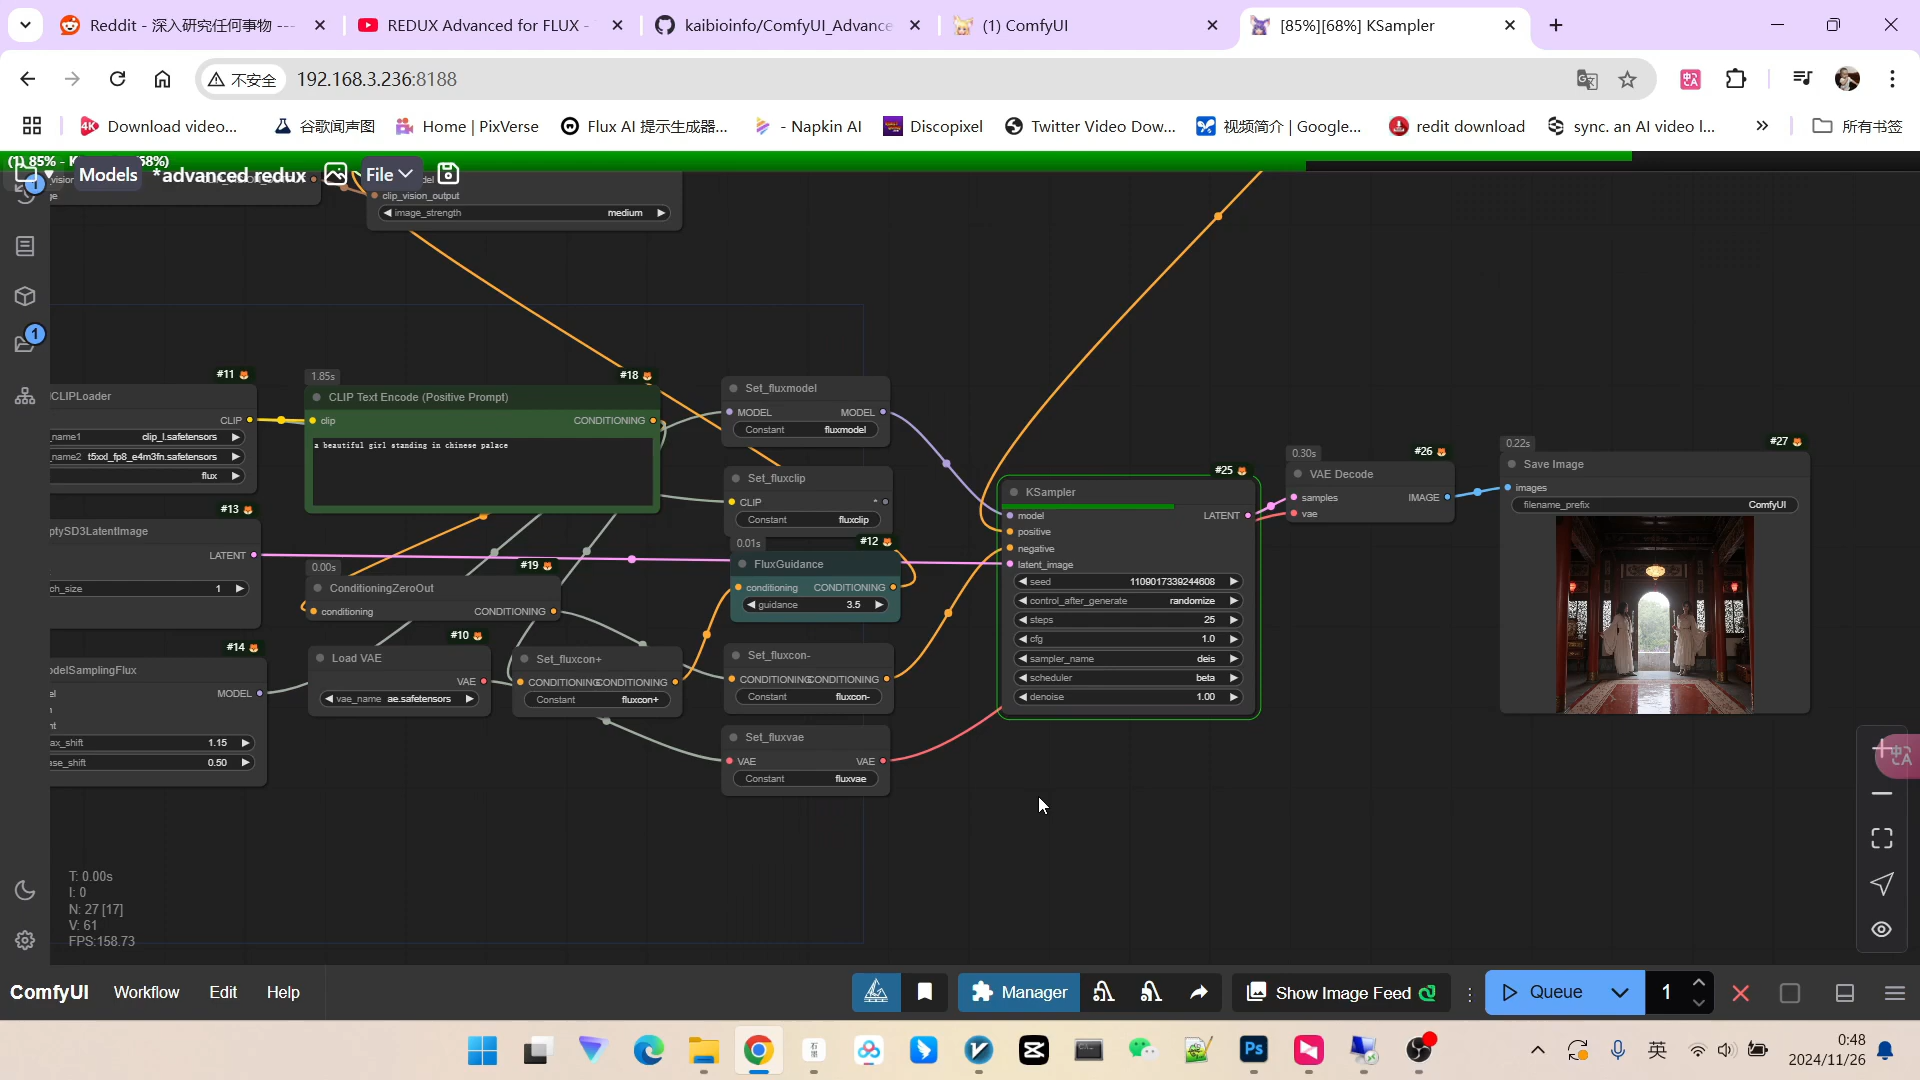 Reddit - 深入研究任何事物 ---
REDUX Advanced for FLUX -
kaibioinfo/ComfyUI_Advance
(1) ComfyUI
[85%][68%] KSampler
不安全
192.168.3.236:8188
Download video...
谷歌闻声图
Home | PixVerse
Flux AI 提示生成器...
- Napkin AI
Discopixel
Twitter Video Dow...
视频简介 | Google...
redit download
sync. an AI video l...
所有书签
Models
*advanced redux
File
clip_vision_output
image_strength
medium
#11
CLIPLoader
CLIP
name1
clip_l.safetensors
name2
t5xxl_fp8_e4m3fn.safetensors
flux
1.85s
#18
CLIP Text Encode (Positive Prompt)
clip
CONDITIONING
a beautiful girl standing in chinese palace
Set_fluxmodel
MODEL
MODEL
Constant
fluxmodel
Set_fluxclip
CLIP
*
Constant
fluxclip
#13
ptySD3LatentImage
LATENT
ch_size
1
0.01s
#12
FluxGuidance
conditioning
CONDITIONING
guidance
3.5
0.00s
#19
ConditioningZeroOut
conditioning
CONDITIONING
#14
odelSamplingFlux
MODEL
ax_shift
1.15
ase_shift
0.50
#10
Load VAE
VAE
vae_name
ae.safetensors
Set_fluxcon+
CONDITIONING
CONDITIONING
Constant
fluxcon+
Set_fluxcon-
CONDITIONING
CONDITIONING
Constant
fluxcon-
Set_fluxvae
VAE
VAE
Constant
fluxvae
#25
KSampler
model
LATENT
positive
negative
latent_image
seed
1109017339244608
control_after_generate
randomize
steps
25
cfg
1.0
sampler_name
deis
scheduler
beta
denoise
1.00
0.30s
#26
VAE Decode
samples
IMAGE
vae
0.22s
#27
Save Image
images
filename_prefix
ComfyUI
T: 0.00s
I: 0
N: 27 [17]
V: 61
FPS:158.73
ComfyUI
Workflow
Edit
Help
Manager
Show Image Feed
Queue
1
英
0:48
2024/11/26